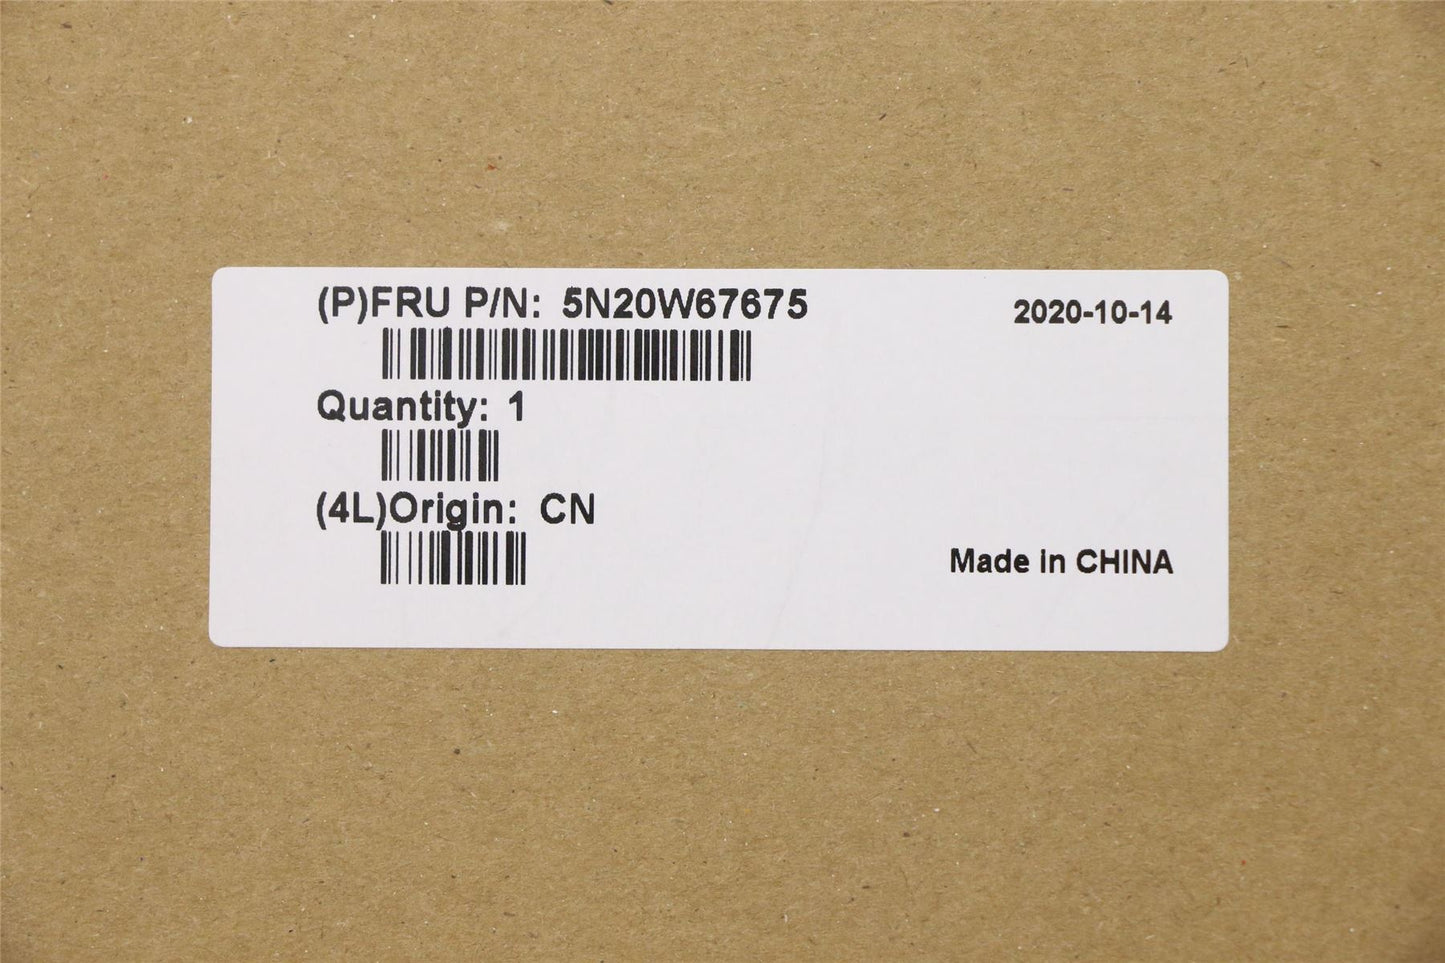 (P)FRU P/N: 5N20W67675
2020-10-14
Quantity: 1
(4L)Origin: CN
Made in CHINA